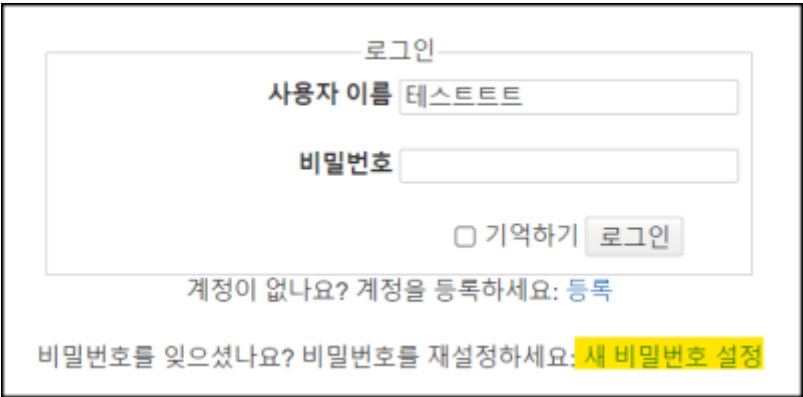 로그인
사용자 이름 테스트트트
비밀번호
기억하기 로그인
계정이 없나요? 계정을 등록하세요: 등록
비밀번호를 잊으셨나요? 비밀번호를 재설정하세요: 새 비밀번호 설정